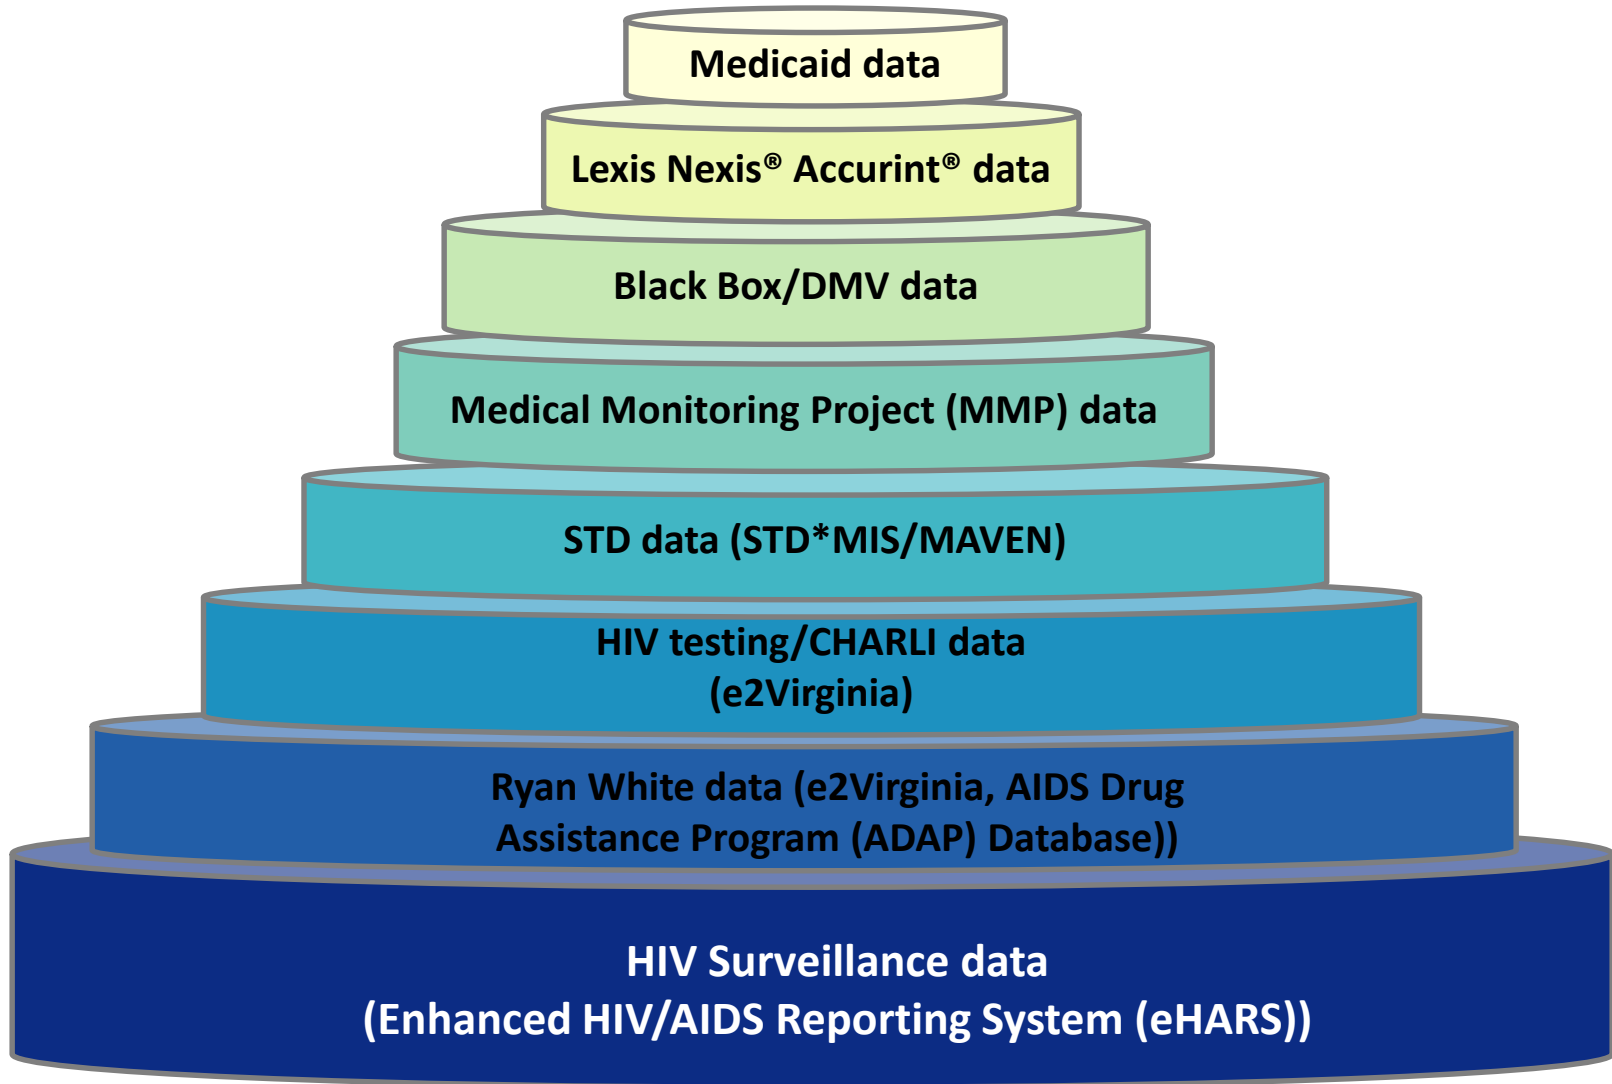 Medicaid data
Lexis Nexis® Accurint® data
Black Box/DMV data
Medical Monitoring Project (MMP) data
STD data (STD*MIS/MAVEN)
HIV testing/CHARLI data
(e2Virginia)
Ryan White data (e2Virginia, AIDS Drug
Assistance Program (ADAP) Database))
HIV Surveillance data
(Enhanced HIV/AIDS Reporting System (eHARS))